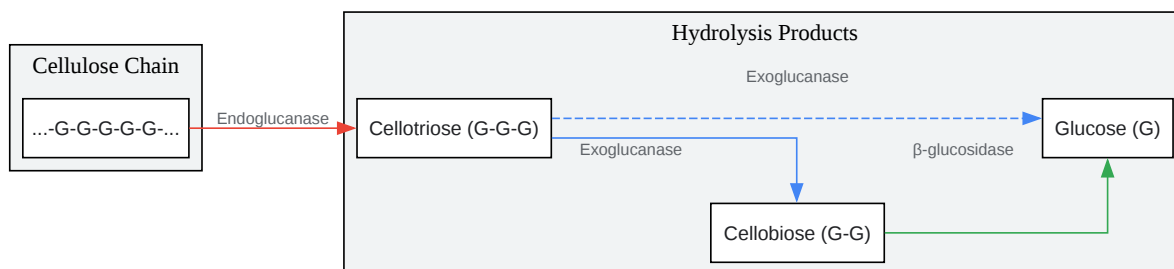 Hydrolysis Products
Cellulose Chain
Exoglucanase
...-G-G-G-G-G-...
Endoglucanase
Cellotriose (G-G-G)
Glucose (G)
Exoglucanase
β-glucosidase
Cellobiose (G-G)